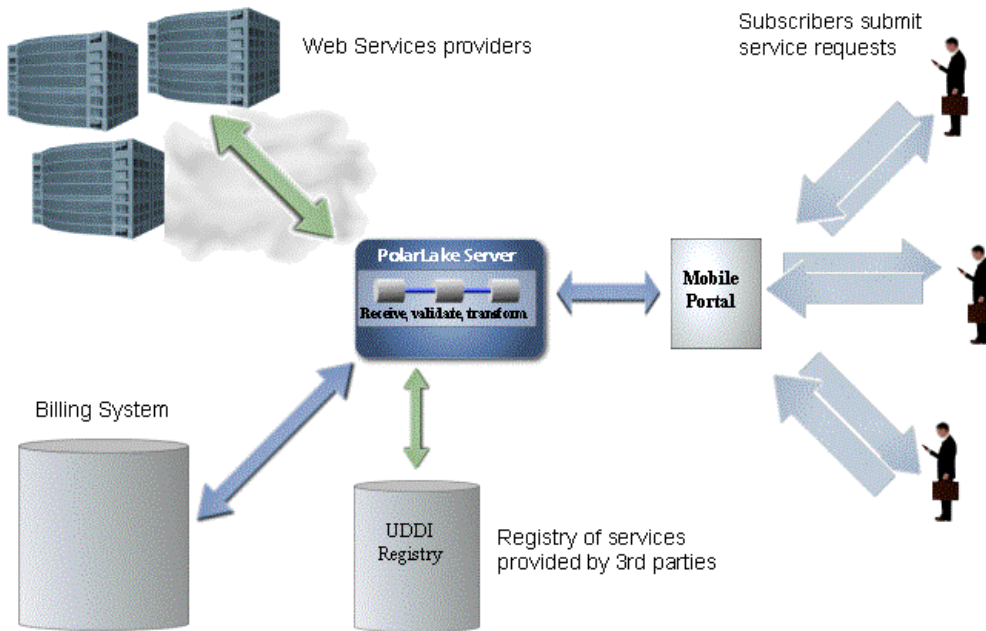 Web Services providers
Subscribers submit
service requests
PolarLake Server
Receive, validate, transform
Mobile
Portal
Billing System
UDDI
Registry
Registry of services
provided by 3rd parties